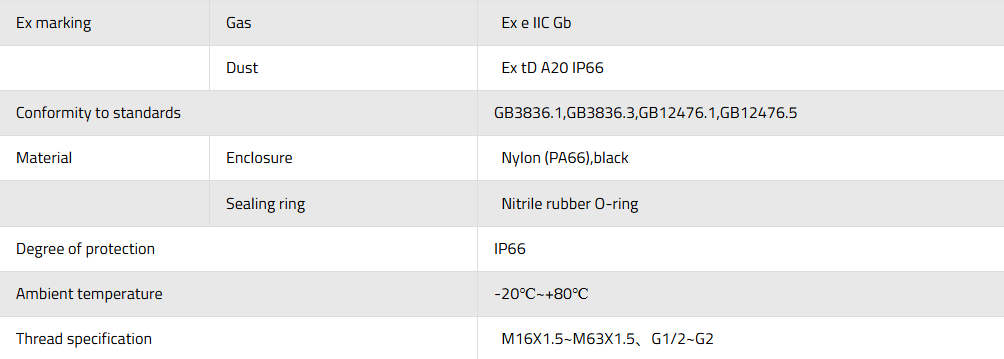 Ex marking Gas Ex e IIC Gb
Dust Ex tD A20 IP66
Conformity to standards GB3836.1,GB3836.3,GB12476.1,GB12476.5
Material Enclosure Nylon (PA66),black
Sealing ring Nitrile rubber O-ring
Degree of protection IP66
Ambient temperature -20℃~+80℃
Thread specification M16X1.5~M63X1.5、G1/2~G2